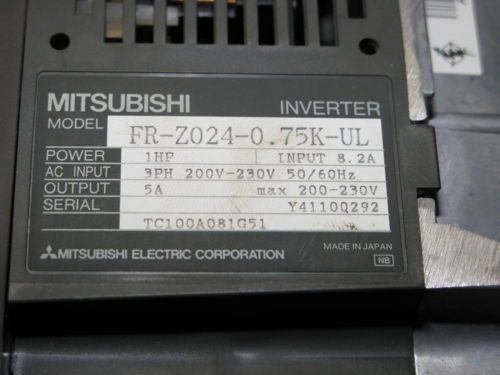 MITSUBISHI INVERTER
MODEL FR-Z024-0.75K-UL
POWER 1HP INPUT 8.2A
AC INPUT 3PH 200V-230V 50/60Hz
OUTPUT 5A max 200-230V
SERIAL Y4110Q292
TC100A081G51
MITSUBISHI ELECTRIC CORPORATION MADE IN JAPAN
NB